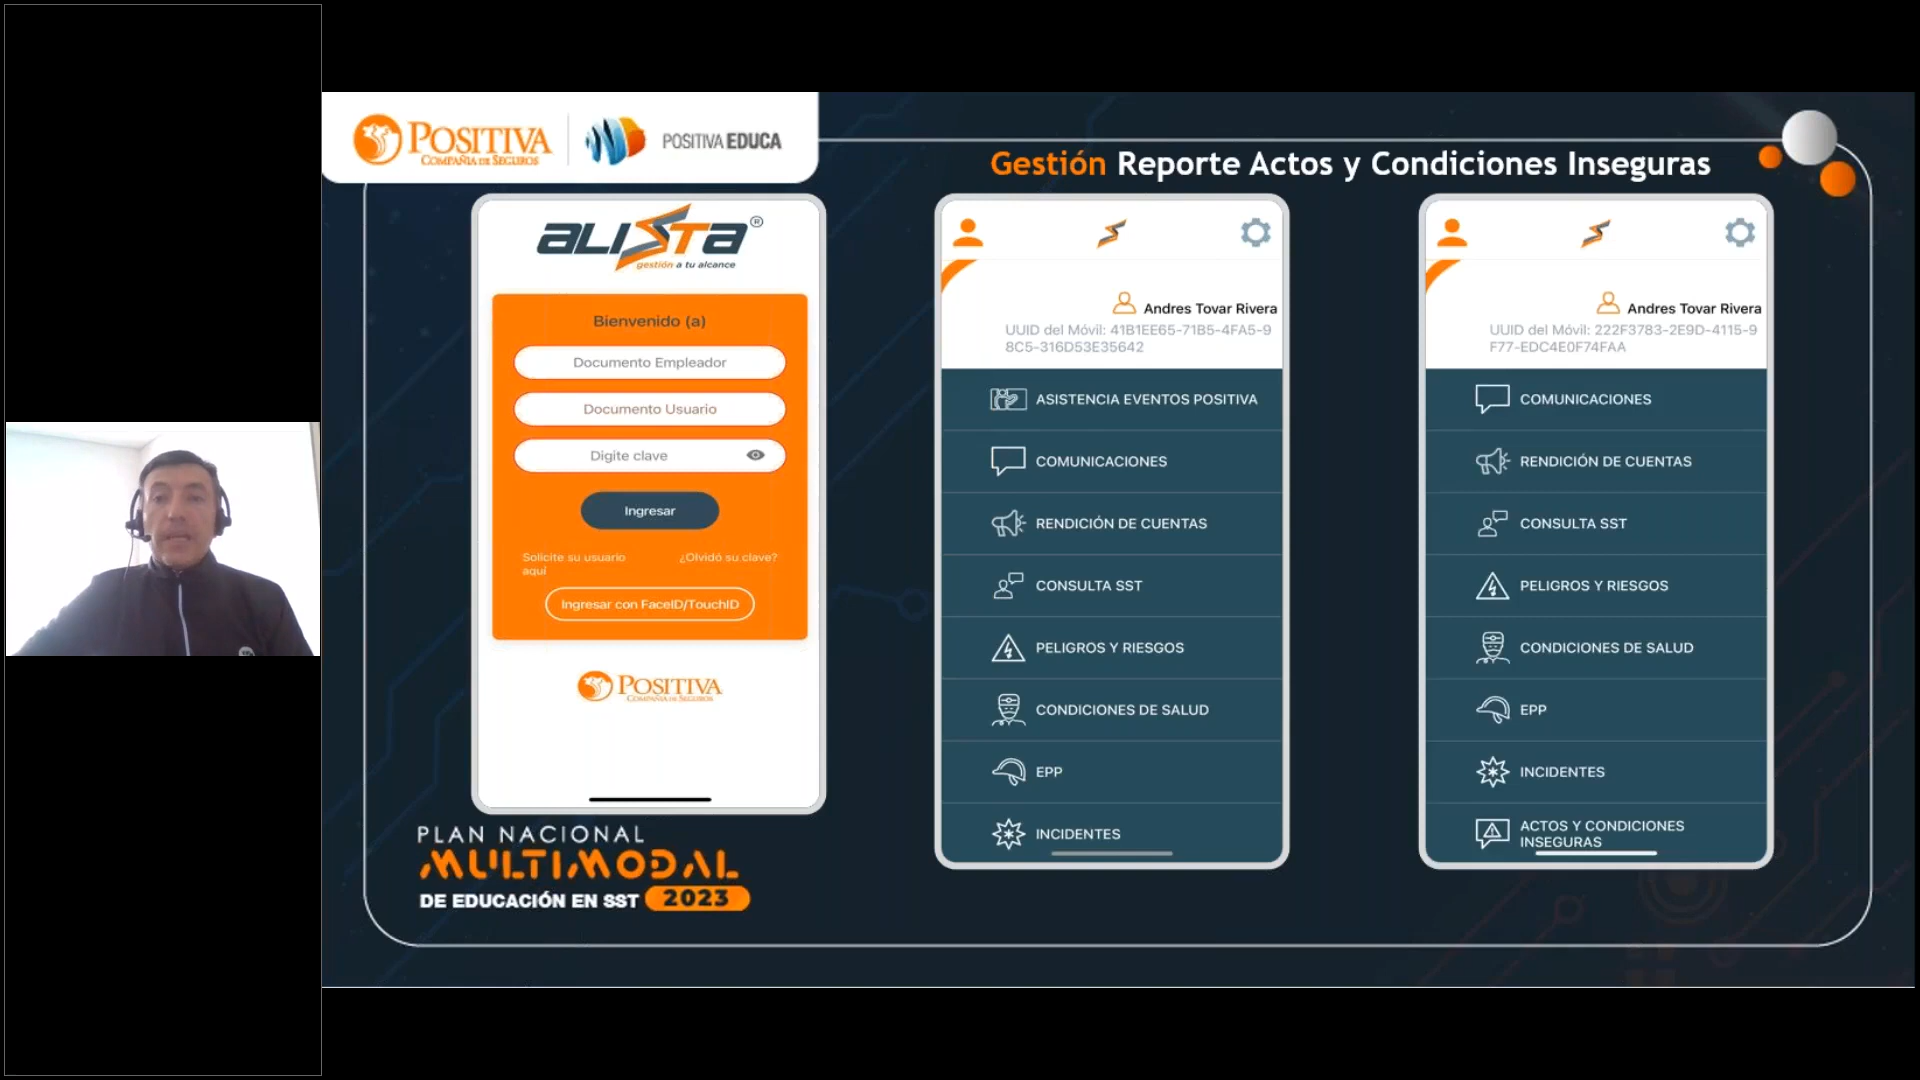 POSITIVA
COMPAÑIA DE SEGUROS
POSITIVA EDUCA
Gestión Reporte Actos y Condiciones Inseguras
ALISTA®
gestión a tu alcance
Bienvenido (a)
Documento Empleador
Documento Usuario
Digite clave
Ingresar
Solicite su usuario
aquí
¿Olvidó su clave?
Ingresar con FaceID/TouchID
POSITIVA
COMPAÑIA DE SEGUROS
PLAN NACIONAL
MULTIMODAL
DE EDUCACIÓN EN SST 2023
Andres Tovar Rivera
UUID del Móvil: 41B1EE65-71B5-4FA5-9
8C5-316D53E35642
ASISTENCIA EVENTOS POSITIVA
COMUNICACIONES
RENDICIÓN DE CUENTAS
CONSULTA SST
PELIGROS Y RIESGOS
CONDICIONES DE SALUD
EPP
INCIDENTES
Andres Tovar Rivera
UUID del Móvil: 222F3783-2E9D-4115-9
F77-EDC4E0F74FAA
COMUNICACIONES
RENDICIÓN DE CUENTAS
CONSULTA SST
PELIGROS Y RIESGOS
CONDICIONES DE SALUD
EPP
INCIDENTES
ACTOS Y CONDICIONES
INSEGURAS